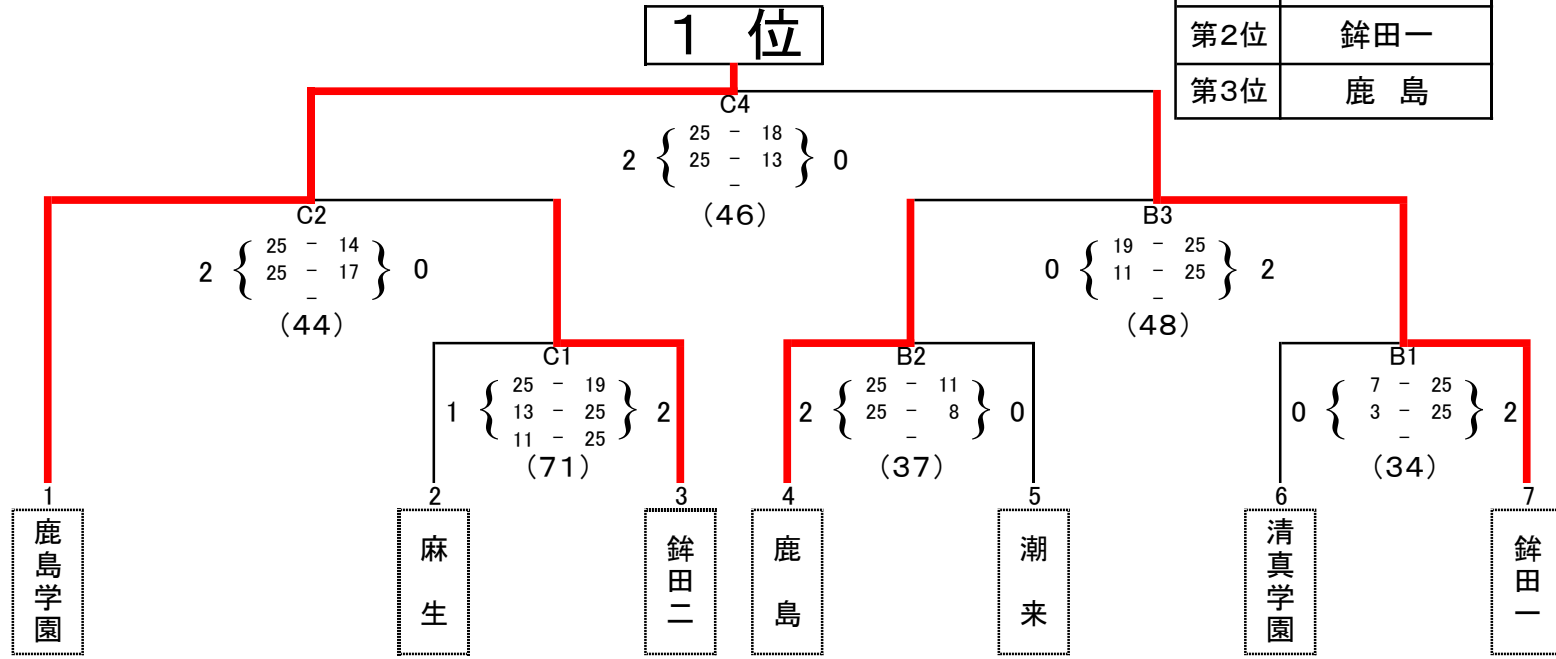 1 位
第2位 鉾田一
第3位 鹿 島
C4
25 - 18
2 { 25 - 13 } 0
-
(46)
C2
25 - 14
2 { 25 - 17 } 0
-
(44)
B3
19 - 25
0 { 11 - 25 } 2
-
(48)
C1
25 - 19
1 { 13 - 25 } 2
11 - 25
(71)
B2
25 - 11
2 { 25 - 8 } 0
-
(37)
B1
7 - 25
0 { 3 - 25 } 2
-
(34)
1
鹿島学園
2
麻生
3
鉾田二
4
鹿島
5
潮来
6
清真学園
7
鉾田一